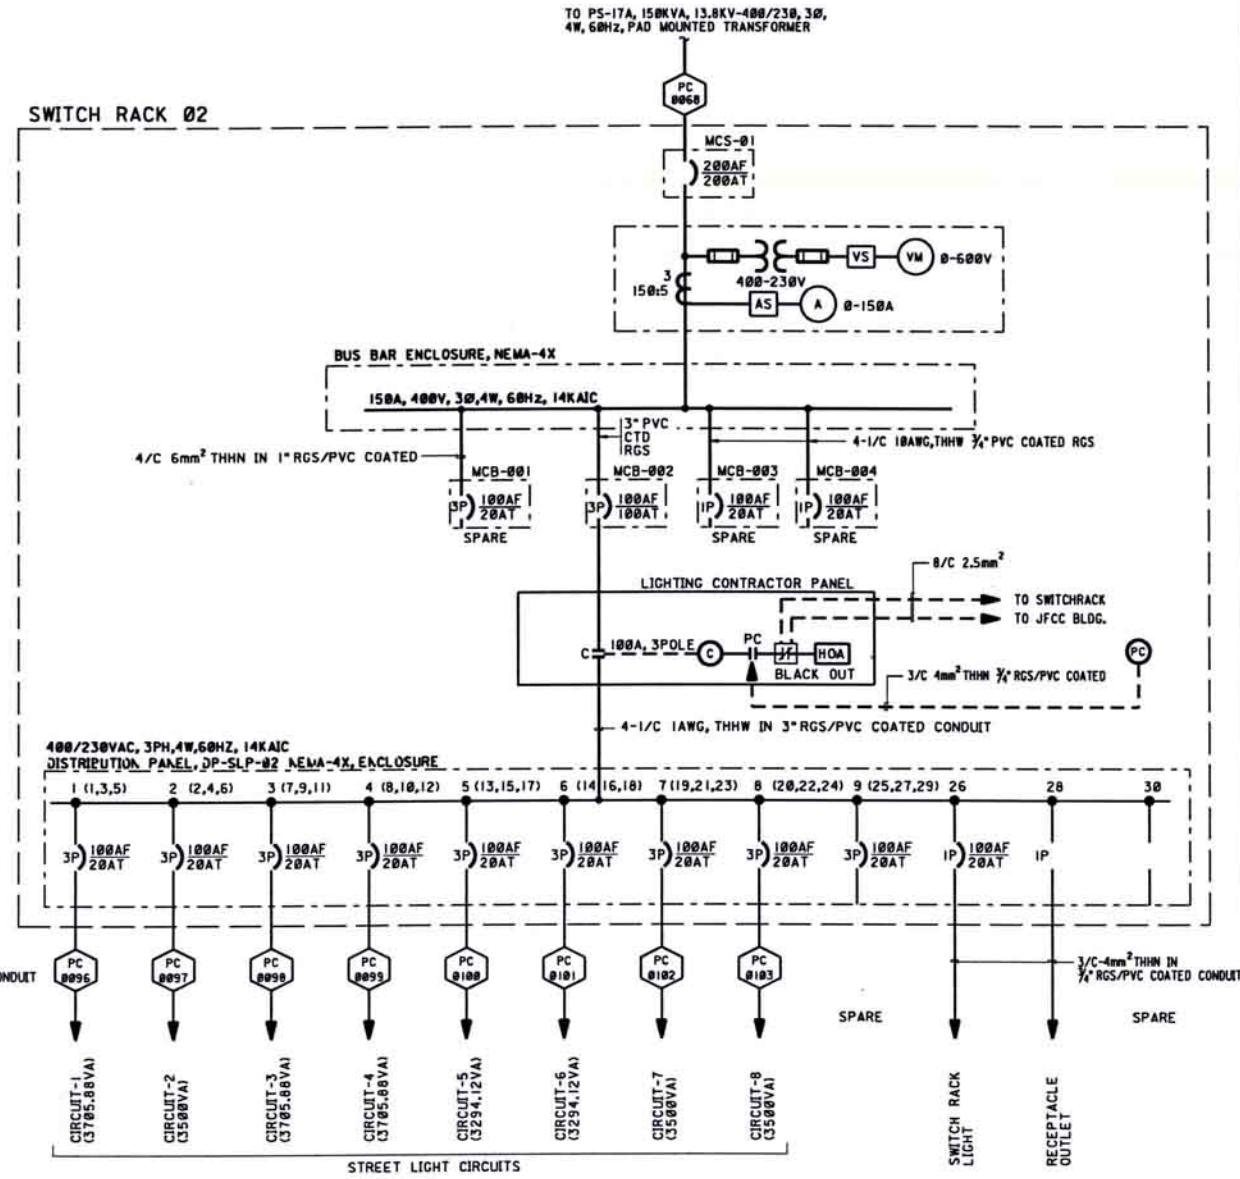 TO PS-17A, 150KVA, 13.8KV-400/230, 3Ø,
4W, 60Hz, PAD MOUNTED TRANSFORMER
PC
0068
SWITCH RACK 02
MCS-01
200AF
200AT
VS
VM
0-600V
3
150:5
400-230V
AS
A
0-150A
BUS BAR ENCLOSURE, NEMA-4X
150A, 400V, 3Ø,4W, 60Hz, 14KAIC
3" PVC
CTD
RGS
4-1/C 10AWG,THHW ¾" PVC COATED RGS
4/C 6mm² THHN IN 1" RGS/PVC COATED
MCB-001
MCB-002
MCB-003
MCB-004
3P 100AF
20AT
3P 100AF
100AT
1P 100AF
20AT
1P 100AF
20AT
SPARE
SPARE
SPARE
8/C 2.5mm²
LIGHTING CONTRACTOR PANEL
TO SWITCHRACK
TO JFCC BLDG.
C 100A, 3POLE
C
PC
HOA
BLACK OUT
PC
3/C 4mm² THHN ¾" RGS/PVC COATED
4-1/C 1AWG, THHW IN 3" RGS/PVC COATED CONDUIT
400/230VAC, 3PH,4W,60HZ, 14KAIC
DISTRIBUTION PANEL, DP-SLP-02 NEMA-4X, ENCLOSURE
1 (1,3,5)
2 (2,4,6)
3 (7,9,11)
4 (8,10,12)
5 (13,15,17)
6 (14,16,18)
7 (19,21,23)
8 (20,22,24)
9 (25,27,29)
26
28
30
3P 100AF
20AT
3P 100AF
20AT
3P 100AF
20AT
3P 100AF
20AT
3P 100AF
20AT
3P 100AF
20AT
3P 100AF
20AT
3P 100AF
20AT
3P 100AF
20AT
1P 100AF
20AT
1P
ONDUIT
PC
0096
PC
0097
PC
0098
PC
0099
PC
0100
PC
0101
PC
0102
PC
0103
3/C-4mm² THHN IN
¾" RGS/PVC COATED CONDUIT
SPARE
SPARE
CIRCUIT-1
(3705.88VA)
CIRCUIT-2
(3500VA)
CIRCUIT-3
(3705.88VA)
CIRCUIT-4
(3705.88VA)
CIRCUIT-5
(3294.12VA)
CIRCUIT-6
(3294.12VA)
CIRCUIT-7
(3500VA)
CIRCUIT-8
(3500VA)
SWITCH RACK
LIGHT
RECEPTACLE
OUTLET
STREET LIGHT CIRCUITS